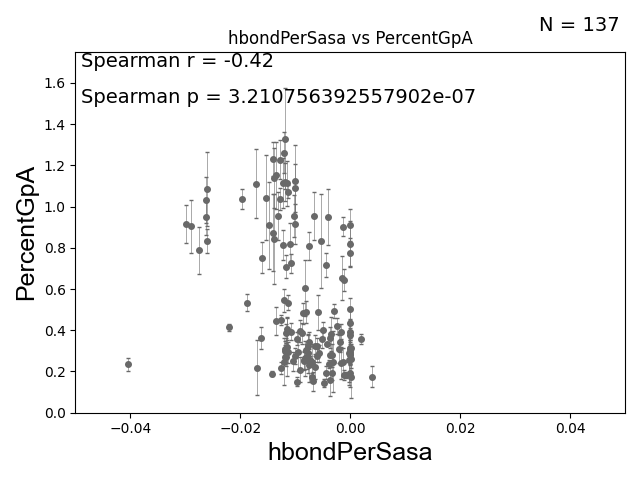 N = 137
hbondPerSasa vs PercentGpA
Spearman r = -0.42
Spearman p = 3.210756392557902e-07
PercentGpA
1.6
1.4
1.2
1.0
0.8
0.6
0.4
0.2
0.0
−0.04 −0.02 0.00 0.02 0.04
hbondPerSasa